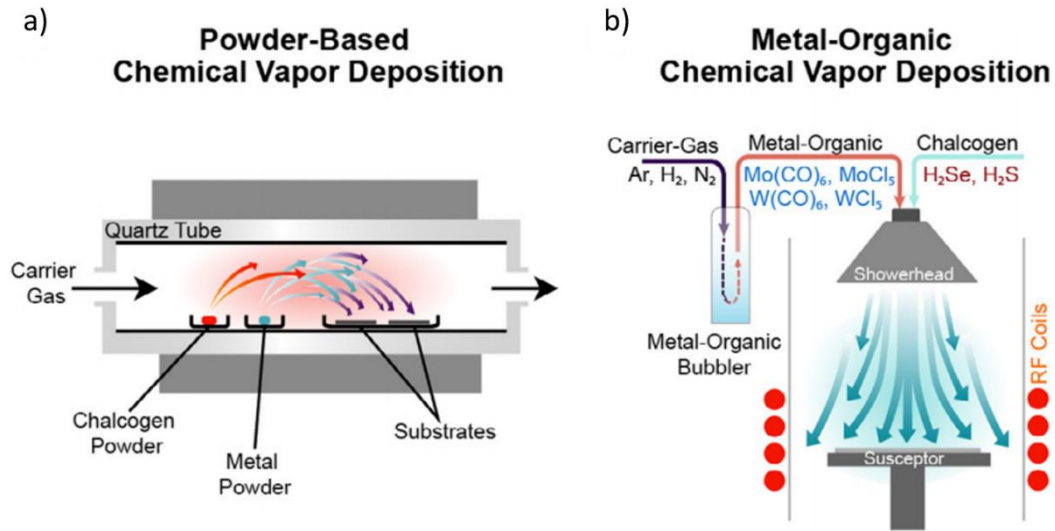 a)
Powder-Based
Chemical Vapor Deposition
Quartz Tube
Carrier
Gas
Chalcogen
Powder
Metal
Powder
Substrates
b)
Metal-Organic
Chemical Vapor Deposition
Carrier-Gas
Ar, H₂, N₂
Metal-Organic
Mo(CO)₆, MoCl₅
W(CO)₆, WCl₅
Chalcogen
H₂Se, H₂S
Showerhead
Metal-Organic
Bubbler
RF Coils
Susceptor